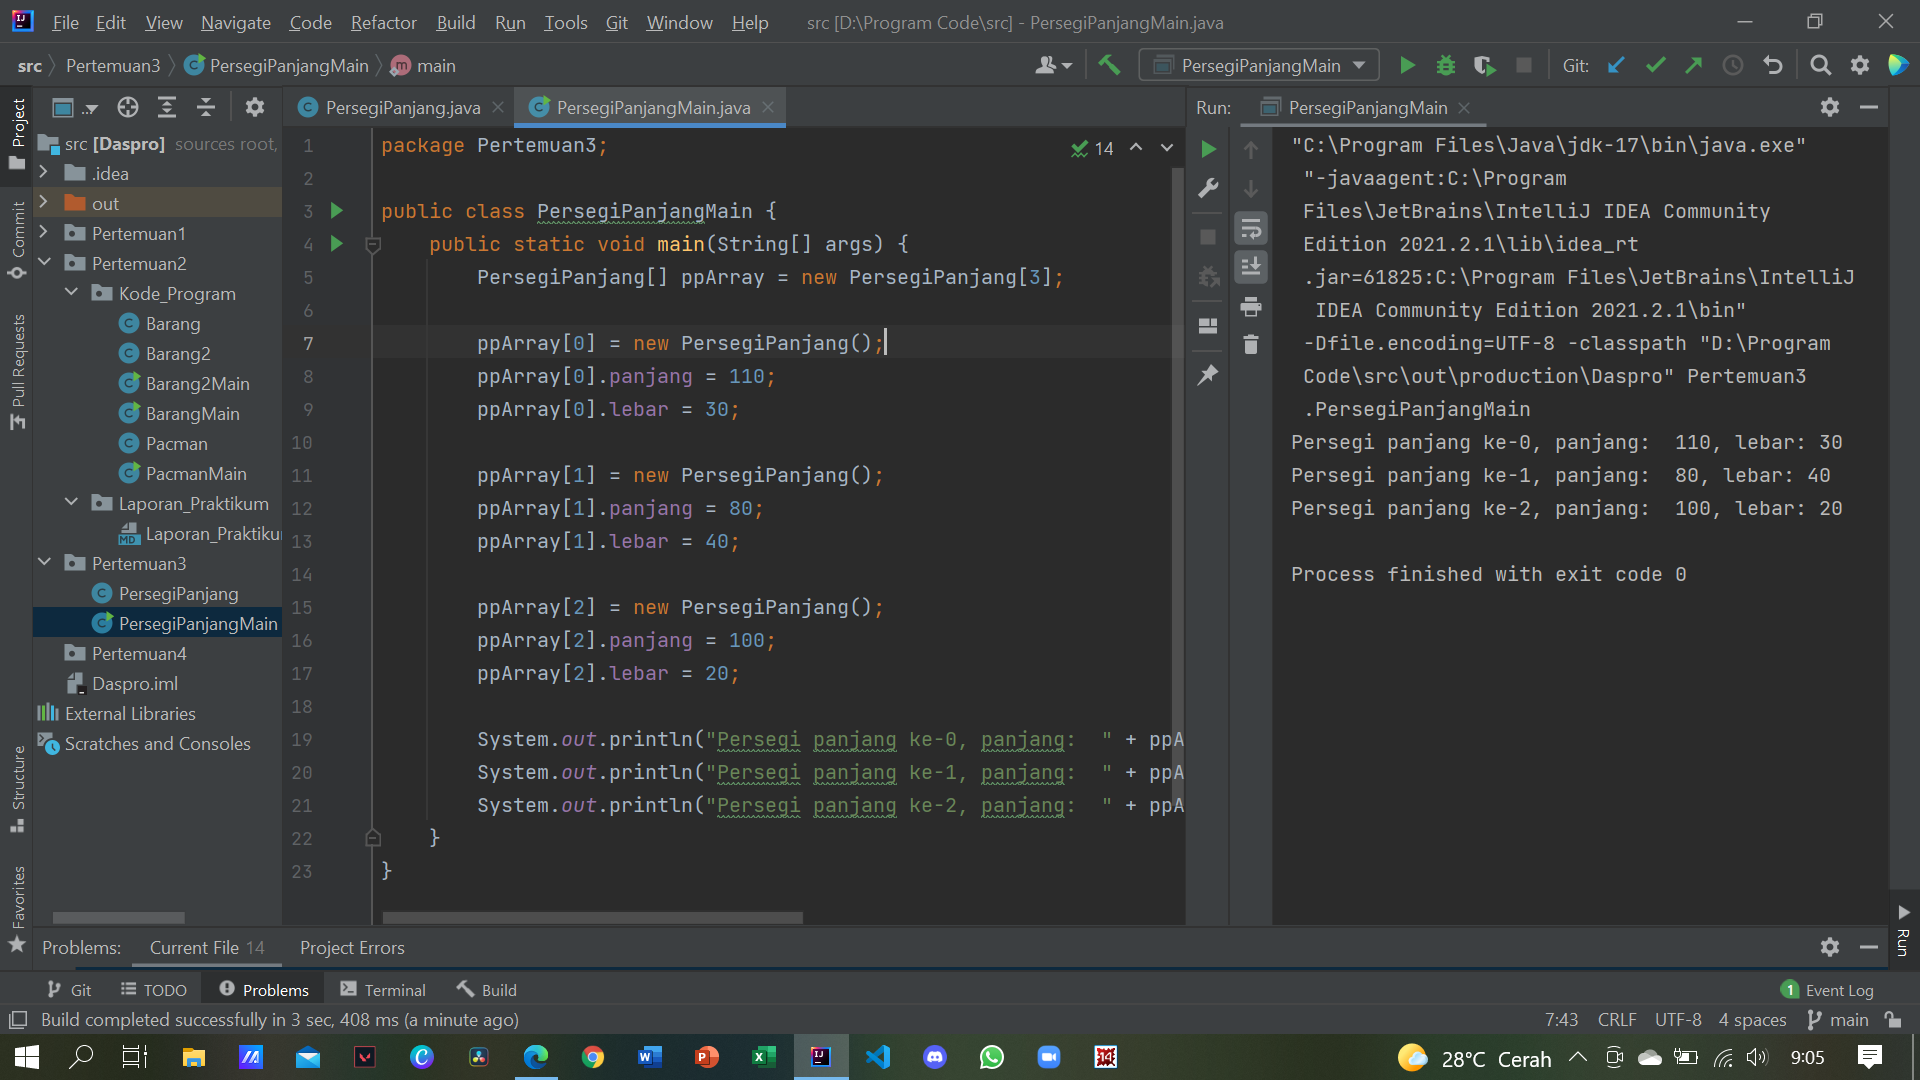 File Edit View Navigate Code Refactor Build Run Tools Git Window Help src [D:\Program Code\src] - PersegiPanjangMain.java
src Pertemuan3 PersegiPanjangMain main PersegiPanjangMain Git:
Project
Commit
Pull Requests
Structure
Favorites
src [Daspro] sources root,
.idea
out
Pertemuan1
Pertemuan2
Kode_Program
Barang
Barang2
Barang2Main
BarangMain
Pacman
PacmanMain
Laporan_Praktikum
Laporan_Praktiku
Pertemuan3
PersegiPanjang
PersegiPanjangMain
Pertemuan4
Daspro.iml
External Libraries
Scratches and Consoles
PersegiPanjang.java PersegiPanjangMain.java
14
1 package Pertemuan3;
2
3 public class PersegiPanjangMain {
4 public static void main(String[] args) {
5 PersegiPanjang[] ppArray = new PersegiPanjang[3];
6
7 ppArray[0] = new PersegiPanjang();
8 ppArray[0].panjang = 110;
9 ppArray[0].lebar = 30;
10
11 ppArray[1] = new PersegiPanjang();
12 ppArray[1].panjang = 80;
13 ppArray[1].lebar = 40;
14
15 ppArray[2] = new PersegiPanjang();
16 ppArray[2].panjang = 100;
17 ppArray[2].lebar = 20;
18
19 System.out.println("Persegi panjang ke-0, panjang:  " + ppA
20 System.out.println("Persegi panjang ke-1, panjang:  " + ppA
21 System.out.println("Persegi panjang ke-2, panjang:  " + ppA
22 }
23 }
Run: PersegiPanjangMain
"C:\Program Files\Java\jdk-17\bin\java.exe"
"-javaagent:C:\Program
Files\JetBrains\IntelliJ IDEA Community
Edition 2021.2.1\lib\idea_rt
.jar=61825:C:\Program Files\JetBrains\IntelliJ
IDEA Community Edition 2021.2.1\bin"
-Dfile.encoding=UTF-8 -classpath "D:\Program
Code\src\out\production\Daspro" Pertemuan3
.PersegiPanjangMain
Persegi panjang ke-0, panjang:  110, lebar: 30
Persegi panjang ke-1, panjang:  80, lebar: 40
Persegi panjang ke-2, panjang:  100, lebar: 20
Process finished with exit code 0
Run
Problems: Current File 14 Project Errors
Git TODO Problems Terminal Build 1 Event Log
Build completed successfully in 3 sec, 408 ms (a minute ago) 7:43 CRLF UTF-8 4 spaces main
28°C Cerah 9:05